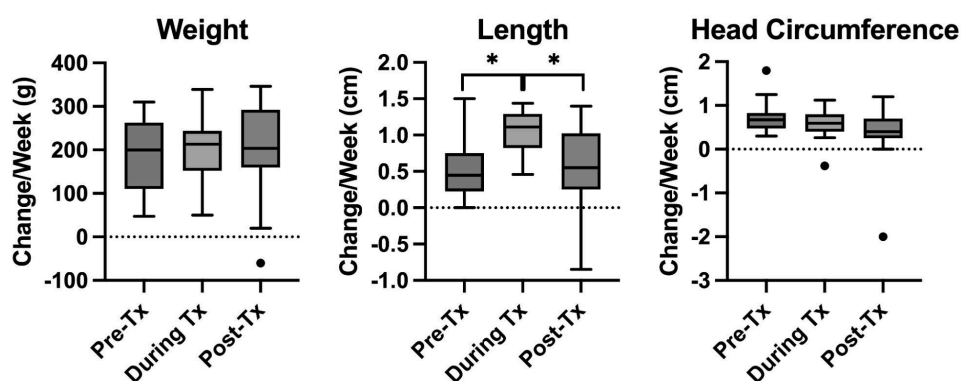 Weight
Change/Week (g)
400
300
200
100
0
-100
Pre-Tx
During Tx
Post-Tx
Length
Change/Week (cm)
2.0
1.5
1.0
0.5
0.0
-0.5
-1.0
* *
Pre-Tx
During Tx
Post-Tx
Head Circumference
Change/Week (cm)
2
1
0
-1
-2
-3
Pre-Tx
During Tx
Post-Tx